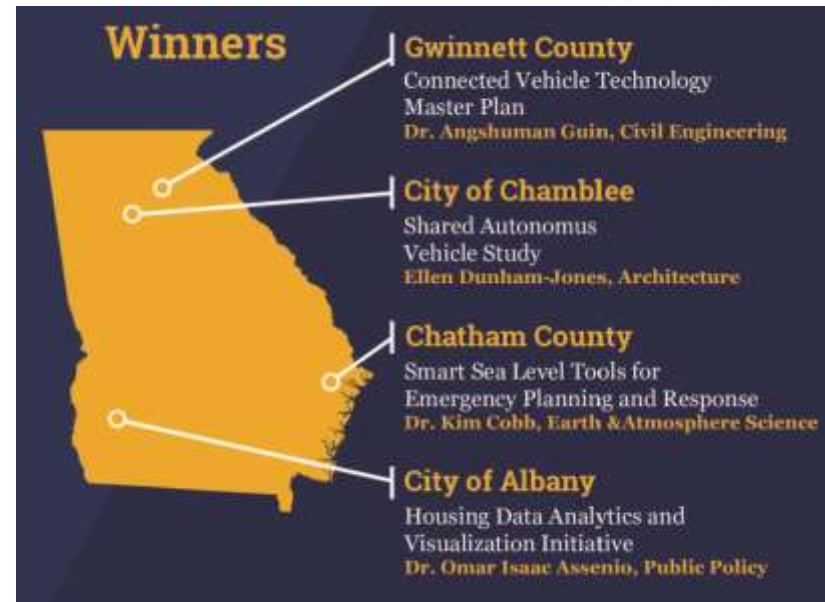 Winners
Gwinnett County
Connected Vehicle Technology
Master Plan
Dr. Angshuman Guin, Civil Engineering
City of Chamblee
Shared Autonomus
Vehicle Study
Ellen Dunham-Jones, Architecture
Chatham County
Smart Sea Level Tools for
Emergency Planning and Response
Dr. Kim Cobb, Earth &Atmosphere Science
City of Albany
Housing Data Analytics and
Visualization Initiative
Dr. Omar Isaac Assenio, Public Policy